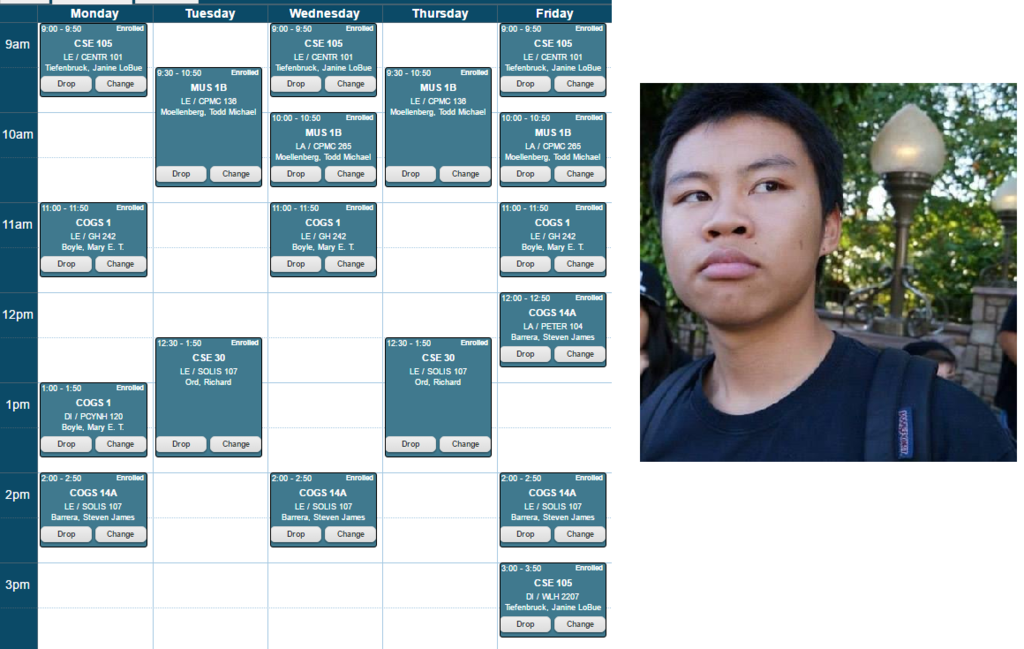 Monday Tuesday Wednesday Thursday Friday
9am
10am
11am
12pm
1pm
2pm
3pm
9:00 - 9:50 Enrolled
CSE 105
LE / CENTR 101
Tiefenbruck, Janine LoBue
Drop Change
11:00 - 11:50 Enrolled
COGS 1
LE / GH 242
Boyle, Mary E. T.
Drop Change
1:00 - 1:50 Enrolled
COGS 1
DI / PCYNH 120
Boyle, Mary E. T.
Drop Change
2:00 - 2:50 Enrolled
COGS 14A
LE / SOLIS 107
Barrera, Steven James
Drop Change
9:30 - 10:50 Enrolled
MUS 1B
LE / CPMC 136
Moellenberg, Todd Michael
Drop Change
12:30 - 1:50 Enrolled
CSE 30
LE / SOLIS 107
Ord, Richard
Drop Change
9:00 - 9:50 Enrolled
CSE 105
LE / CENTR 101
Tiefenbruck, Janine LoBue
Drop Change
10:00 - 10:50 Enrolled
MUS 1B
LA / CPMC 265
Moellenberg, Todd Michael
Drop Change
11:00 - 11:50 Enrolled
COGS 1
LE / GH 242
Boyle, Mary E. T.
Drop Change
2:00 - 2:50 Enrolled
COGS 14A
LE / SOLIS 107
Barrera, Steven James
Drop Change
9:30 - 10:50 Enrolled
MUS 1B
LE / CPMC 136
Moellenberg, Todd Michael
Drop Change
12:30 - 1:50 Enrolled
CSE 30
LE / SOLIS 107
Ord, Richard
Drop Change
9:00 - 9:50 Enrolled
CSE 105
LE / CENTR 101
Tiefenbruck, Janine LoBue
Drop Change
10:00 - 10:50 Enrolled
MUS 1B
LA / CPMC 265
Moellenberg, Todd Michael
Drop Change
11:00 - 11:50 Enrolled
COGS 1
LE / GH 242
Boyle, Mary E. T.
Drop Change
12:00 - 12:50 Enrolled
COGS 14A
LA / PETER 104
Barrera, Steven James
Drop Change
2:00 - 2:50 Enrolled
COGS 14A
LE / SOLIS 107
Barrera, Steven James
Drop Change
3:00 - 3:50 Enrolled
CSE 105
DI / WLH 2207
Tiefenbruck, Janine LoBue
Drop Change